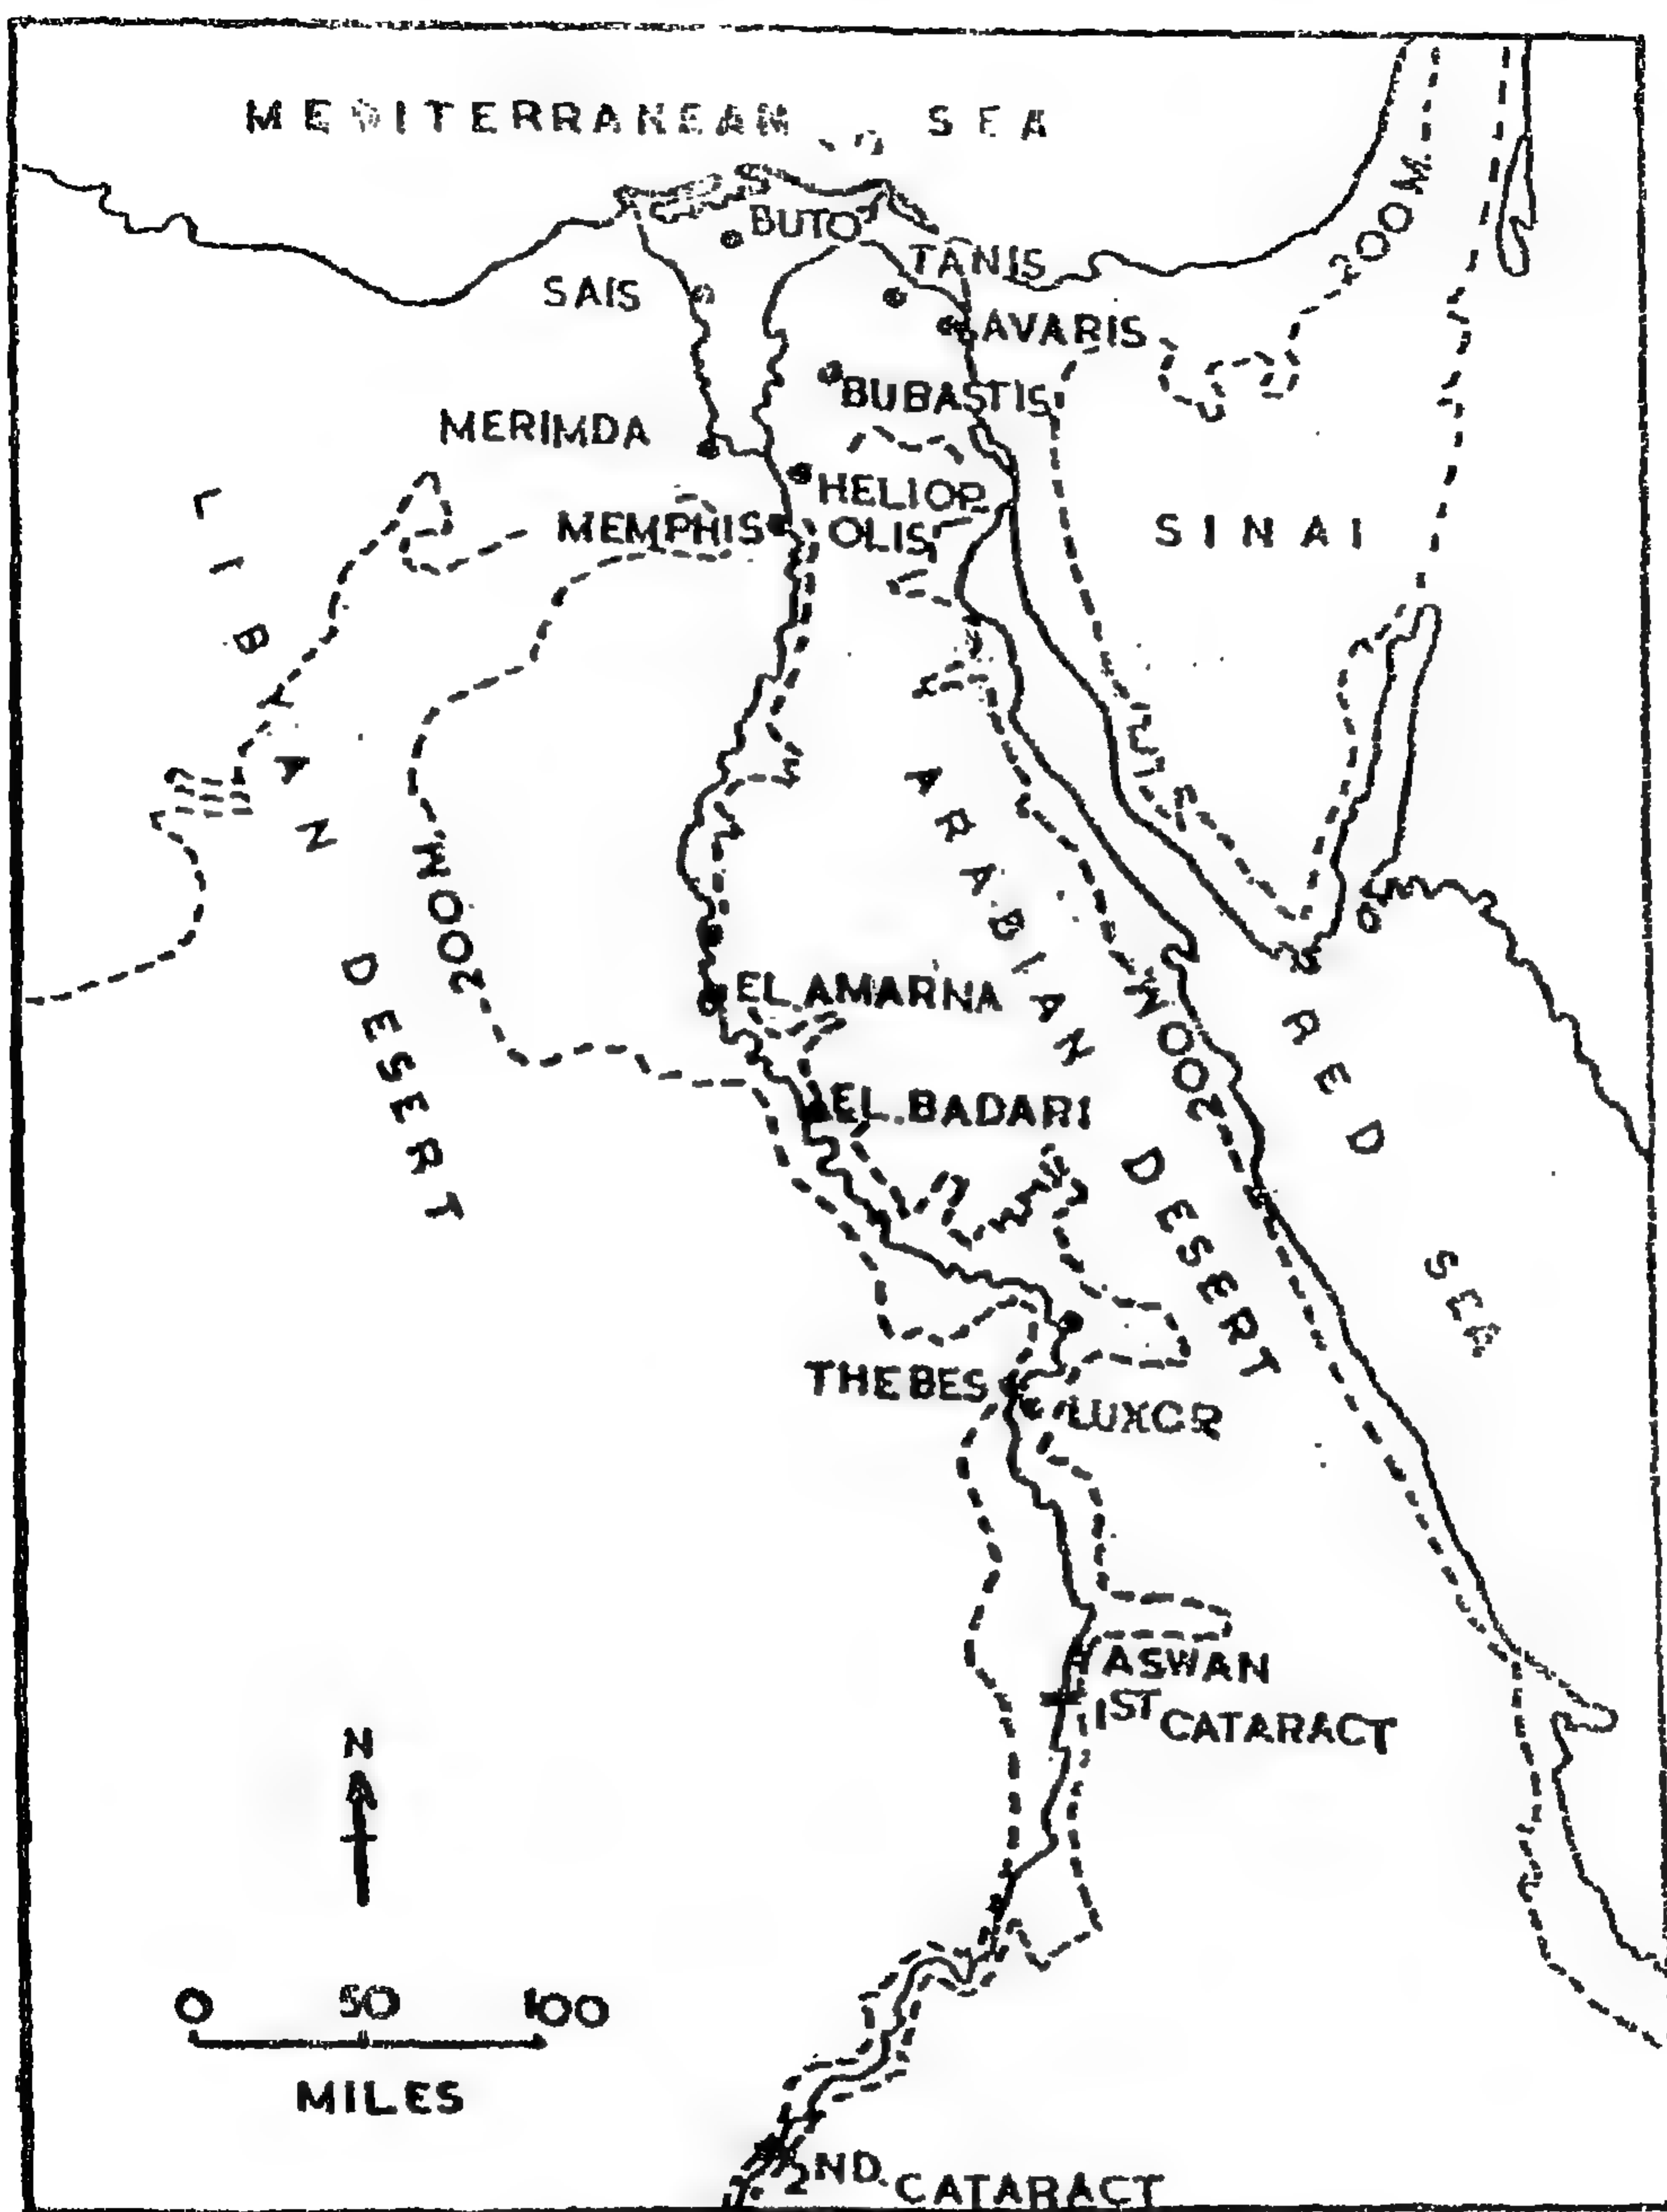 MEDITERRANEAN SEA
BUTO
TANIS
SAIS
AVARIS
200M
BUBASTIS
MERIMDA
HELIOP
OLIS
MEMPHIS
SINAI
LIBYAN DESERT
ARABIAN DESERT
200M
200M
RED SEA
EL AMARNA
EL.BADARI
THEBES
LUXOR
ASWAN
1ST CATARACT
N
0 50 100
MILES
2ND. CATARACT